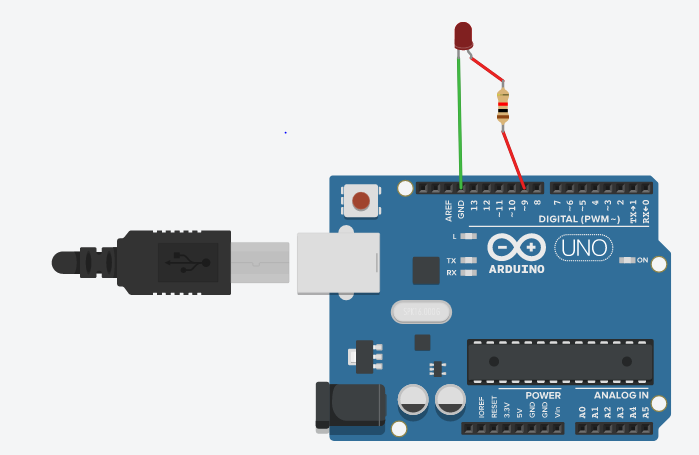 AREF
GND
13
12
~11
~10
~9
8
7
~6
~5
4
~3
2
TX→1
RX←0
DIGITAL (PWM~)
L
TX
RX
ARDUINO
UNO
ON
POWER
ANALOG IN
IOREF
RESET
3.3V
5V
GND
GND
Vin
A0
A1
A2
A3
A4
A5